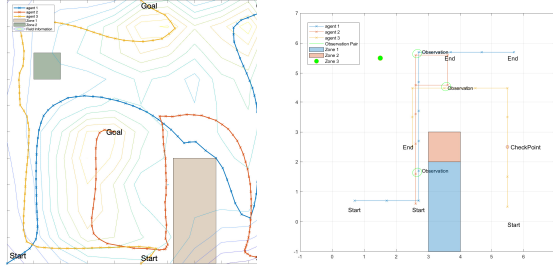 agent 1
agent 2
agent 3
Zone 1
Zone 2
Field Information
Goal
Goal
Start
Start
agent 1
agent 2
agent 3
Observation Pair
Zone 1
Zone 2
Zone 3
Observation
End
End
Observation
End
CheckPoint
Observation
Start
Start
Start
7
6
5
4
3
2
1
0
-1
-1
0
1
2
3
4
5
6